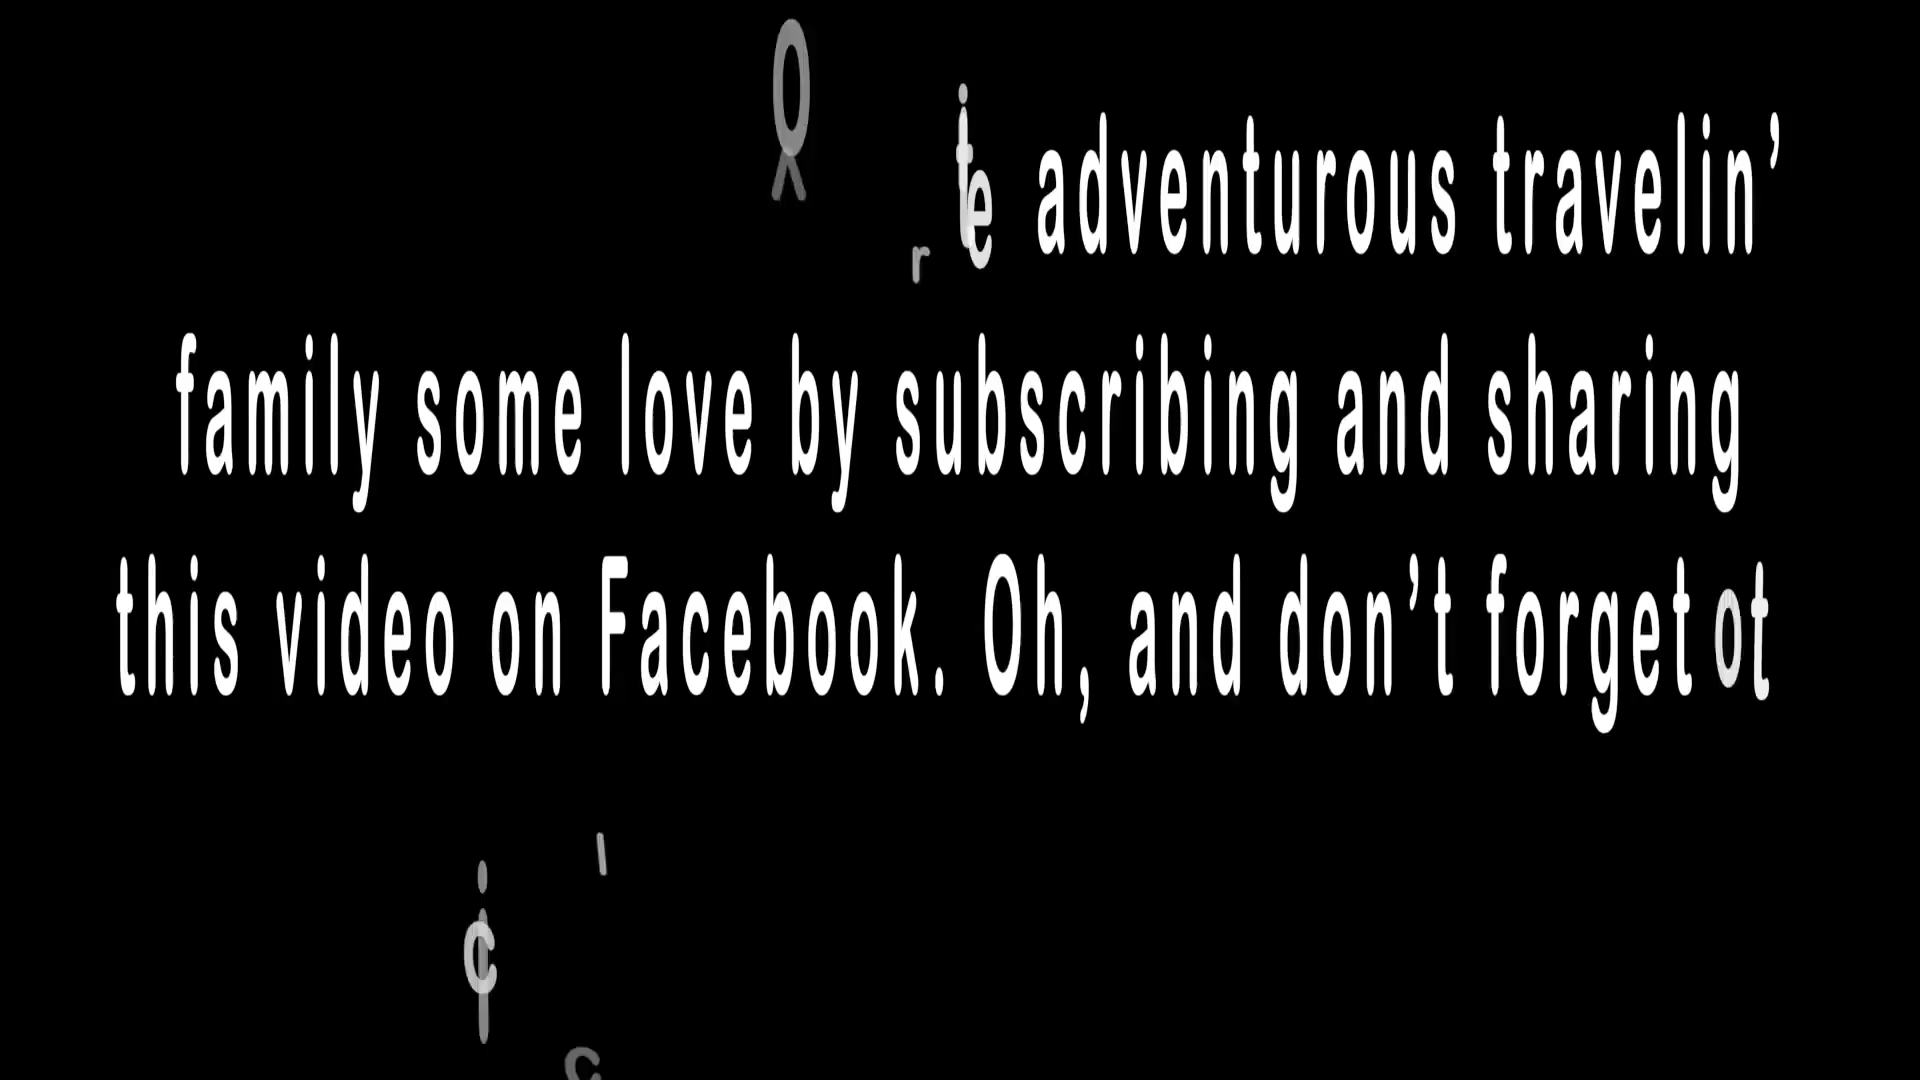 adventurous travelin’
family some love by subscribing and sharing
this video on Facebook. Oh, and don’t forget